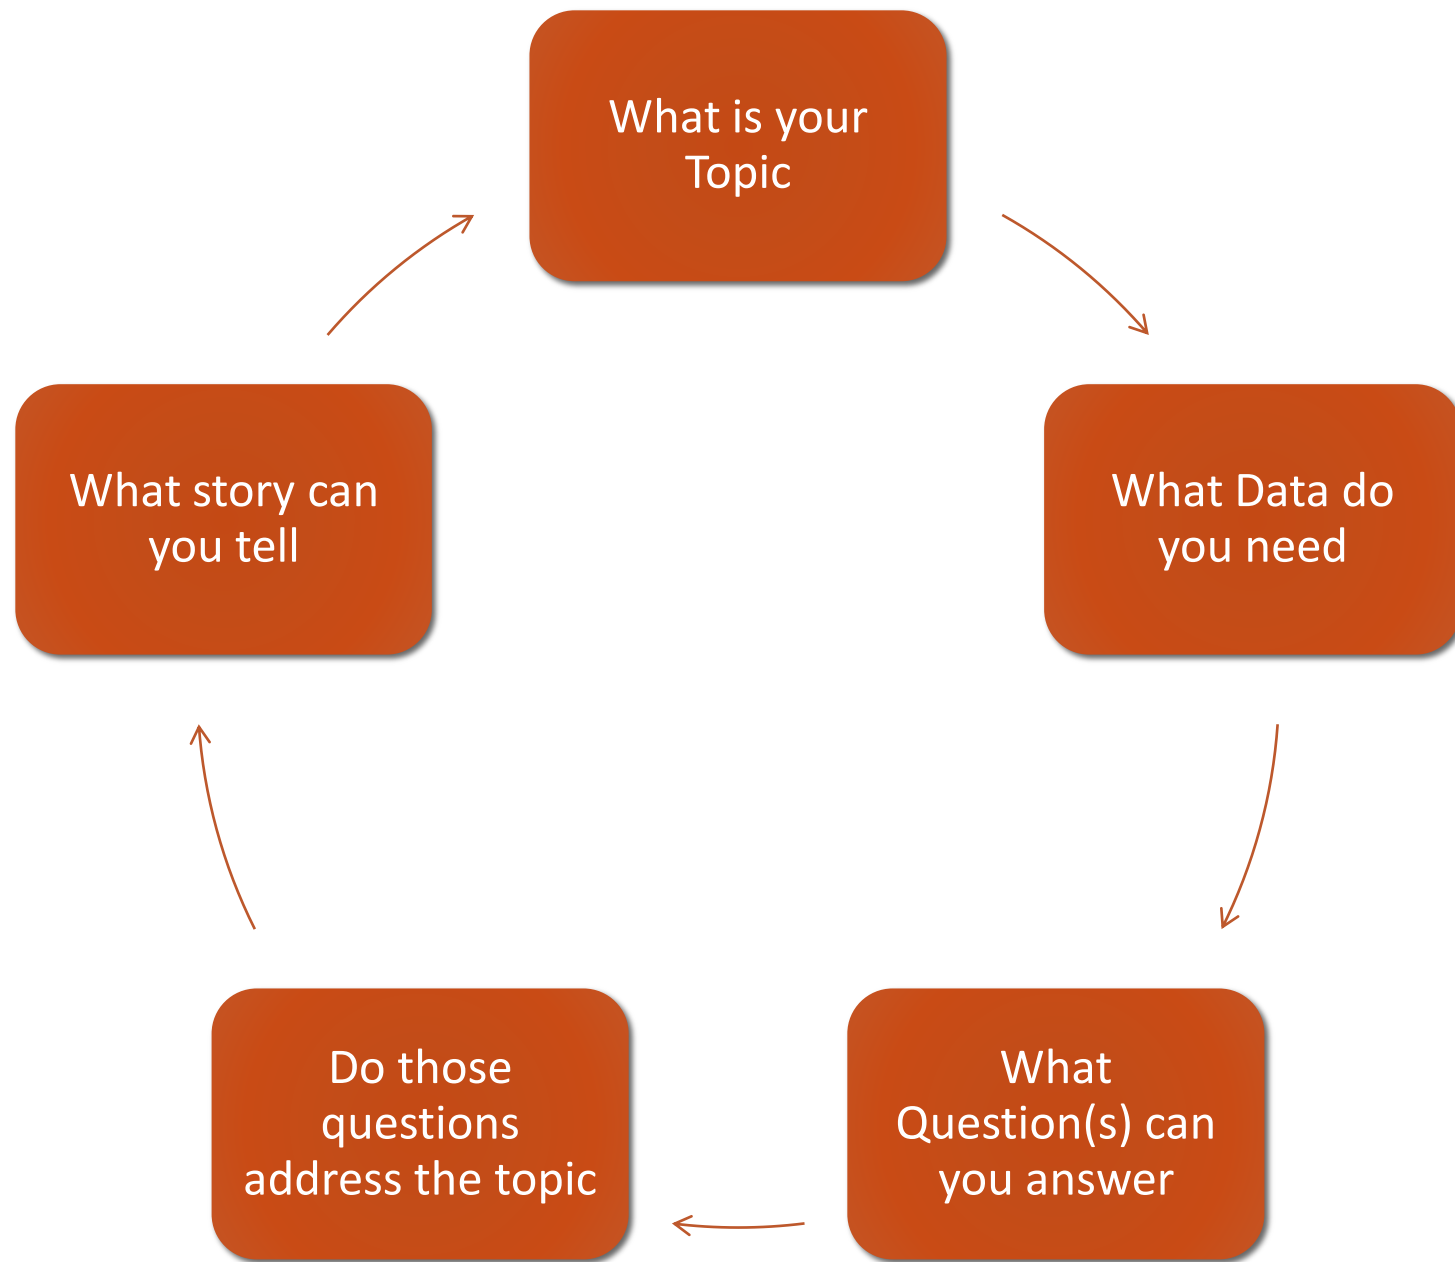 What is your
Topic
What Data do
you need
What
Question(s) can
you answer
Do those
questions
address the topic
What story can
you tell